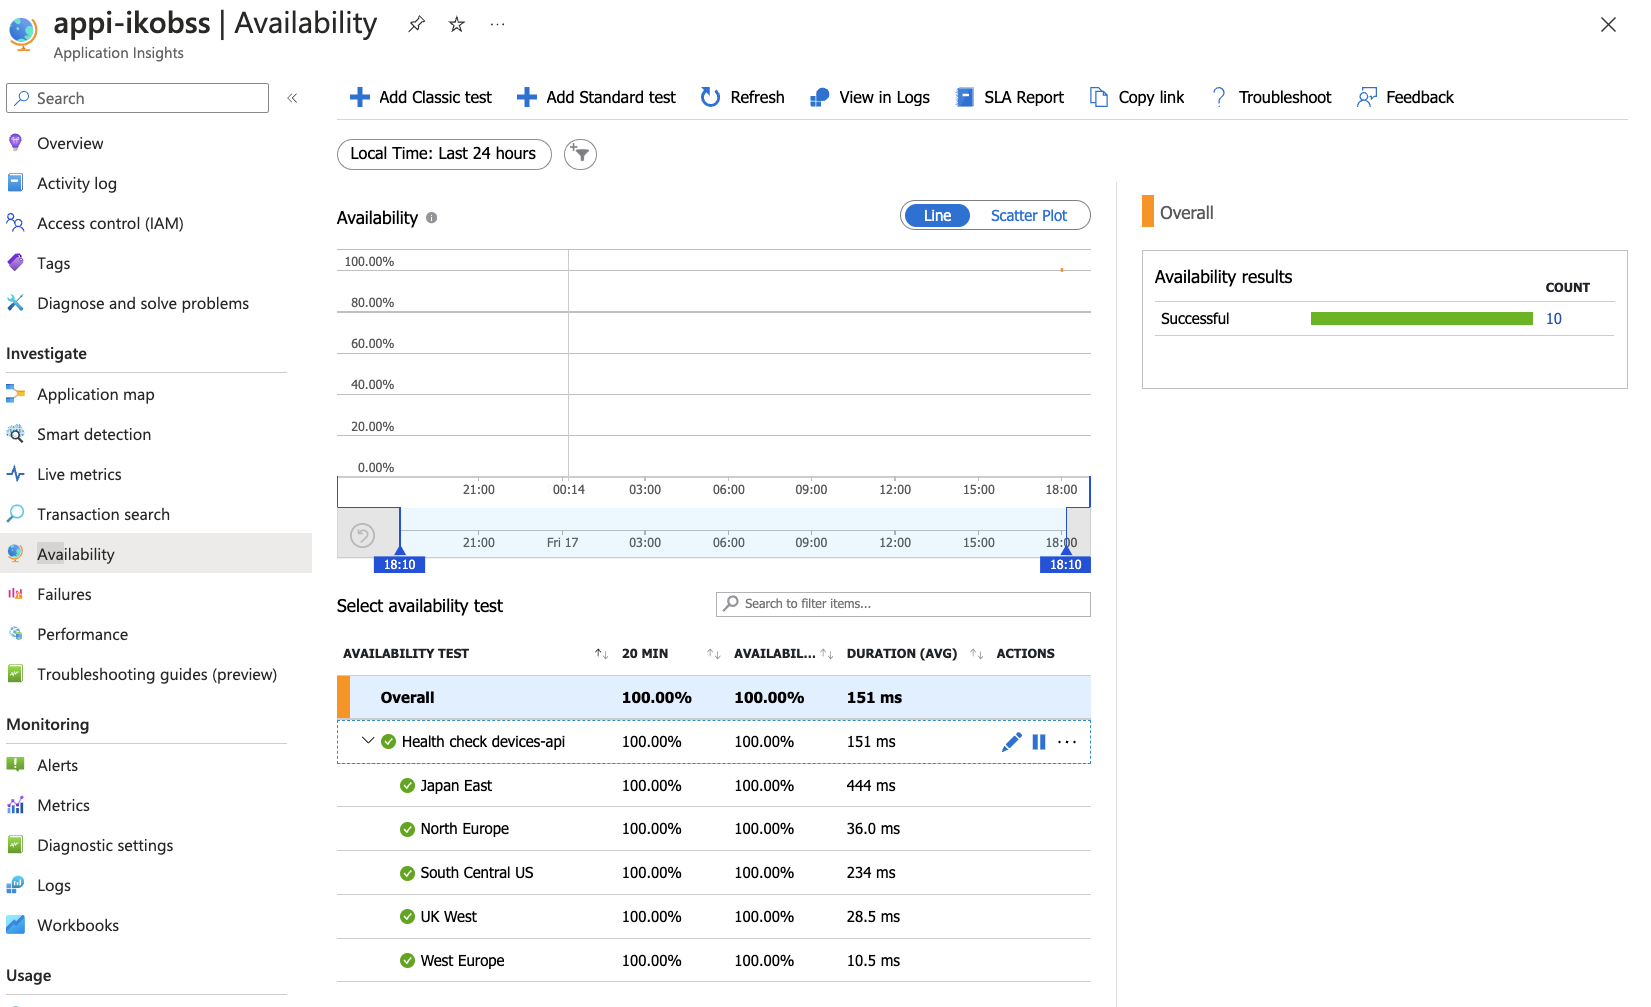 appi-ikobss | Availability
Application Insights
Search
Overview
Activity log
Access control (IAM)
Tags
Diagnose and solve problems
Investigate
Application map
Smart detection
Live metrics
Transaction search
Availability
Failures
Performance
Troubleshooting guides (preview)
Monitoring
Alerts
Metrics
Diagnostic settings
Logs
Workbooks
Usage
Add Classic test Add Standard test Refresh View in Logs SLA Report Copy link Troubleshoot Feedback
Local Time: Last 24 hours
Availability
Line Scatter Plot
100.00%
80.00%
60.00%
40.00%
20.00%
0.00%
21:00 00:14 03:00 06:00 09:00 12:00 15:00 18:00
21:00 Fri 17 03:00 06:00 09:00 12:00 15:00 18:00
18:10 18:10
Select availability test
Search to filter items...
AVAILABILITY TEST 20 MIN AVAILABIL... DURATION (AVG) ACTIONS
Overall 100.00% 100.00% 151 ms
Health check devices-api 100.00% 100.00% 151 ms
Japan East 100.00% 100.00% 444 ms
North Europe 100.00% 100.00% 36.0 ms
South Central US 100.00% 100.00% 234 ms
UK West 100.00% 100.00% 28.5 ms
West Europe 100.00% 100.00% 10.5 ms
Overall
Availability results
COUNT
Successful 10